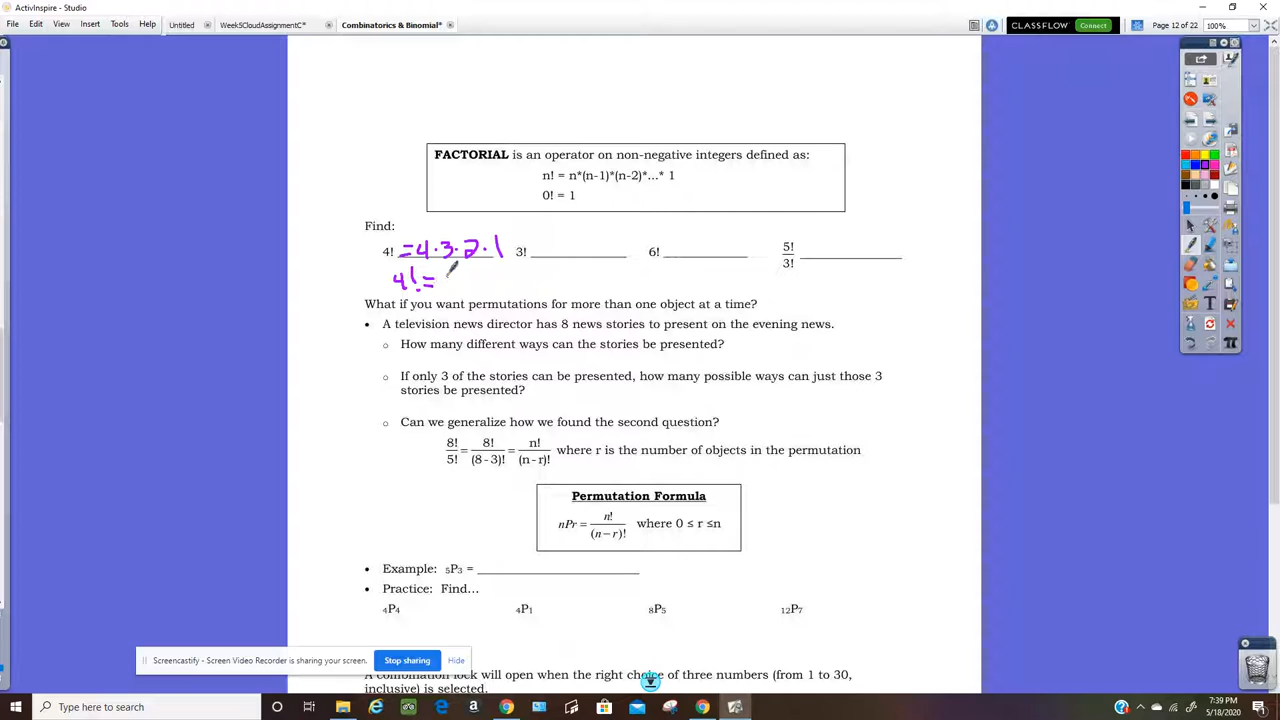 ActivInspire - Studio
File Edit View Insert Tools Help
Untitled
Week5CloudAssignmentC*
Combinatorics & Binomial*
CLASSFLOW
Connect
Page 12 of 22
100%
FACTORIAL is an operator on non-negative integers defined as:
n! = n*(n-1)*(n-2)*...* 1
0! = 1
Find:
4! =4·3·2·1 3! 6! 5!/3!
4! =
What if you want permutations for more than one object at a time?
• A television news director has 8 news stories to present on the evening news.
o How many different ways can the stories be presented?
o If only 3 of the stories can be presented, how many possible ways can just those 3
stories be presented?
o Can we generalize how we found the second question?
8!/5! = 8!/(8-3)! = n!/(n-r)! where r is the number of objects in the permutation
Permutation Formula
nPr = n!/(n-r)! where 0 ≤ r ≤n
• Example: 5P3 =
• Practice: Find…
4P4 4P1 8P5 12P7
Screencastify - Screen Video Recorder is sharing your screen. Stop sharing Hide
A combination lock will open when the right choice of three numbers (from 1 to 30,
inclusive) is selected.
Type here to search
7:39 PM
5/18/2020